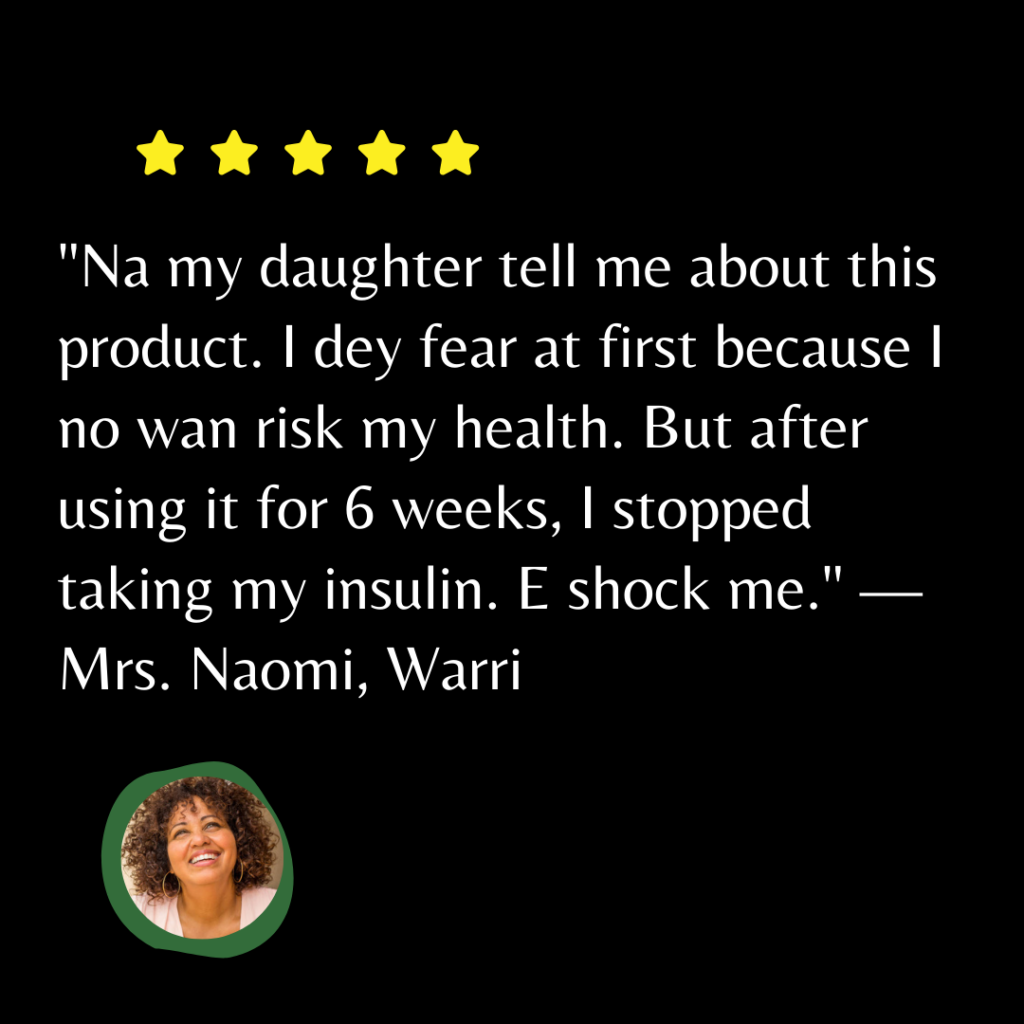 "Na my daughter tell me about this
product. I dey fear at first because I
no wan risk my health. But after
using it for 6 weeks, I stopped
taking my insulin. E shock me." —
Mrs. Naomi, Warri